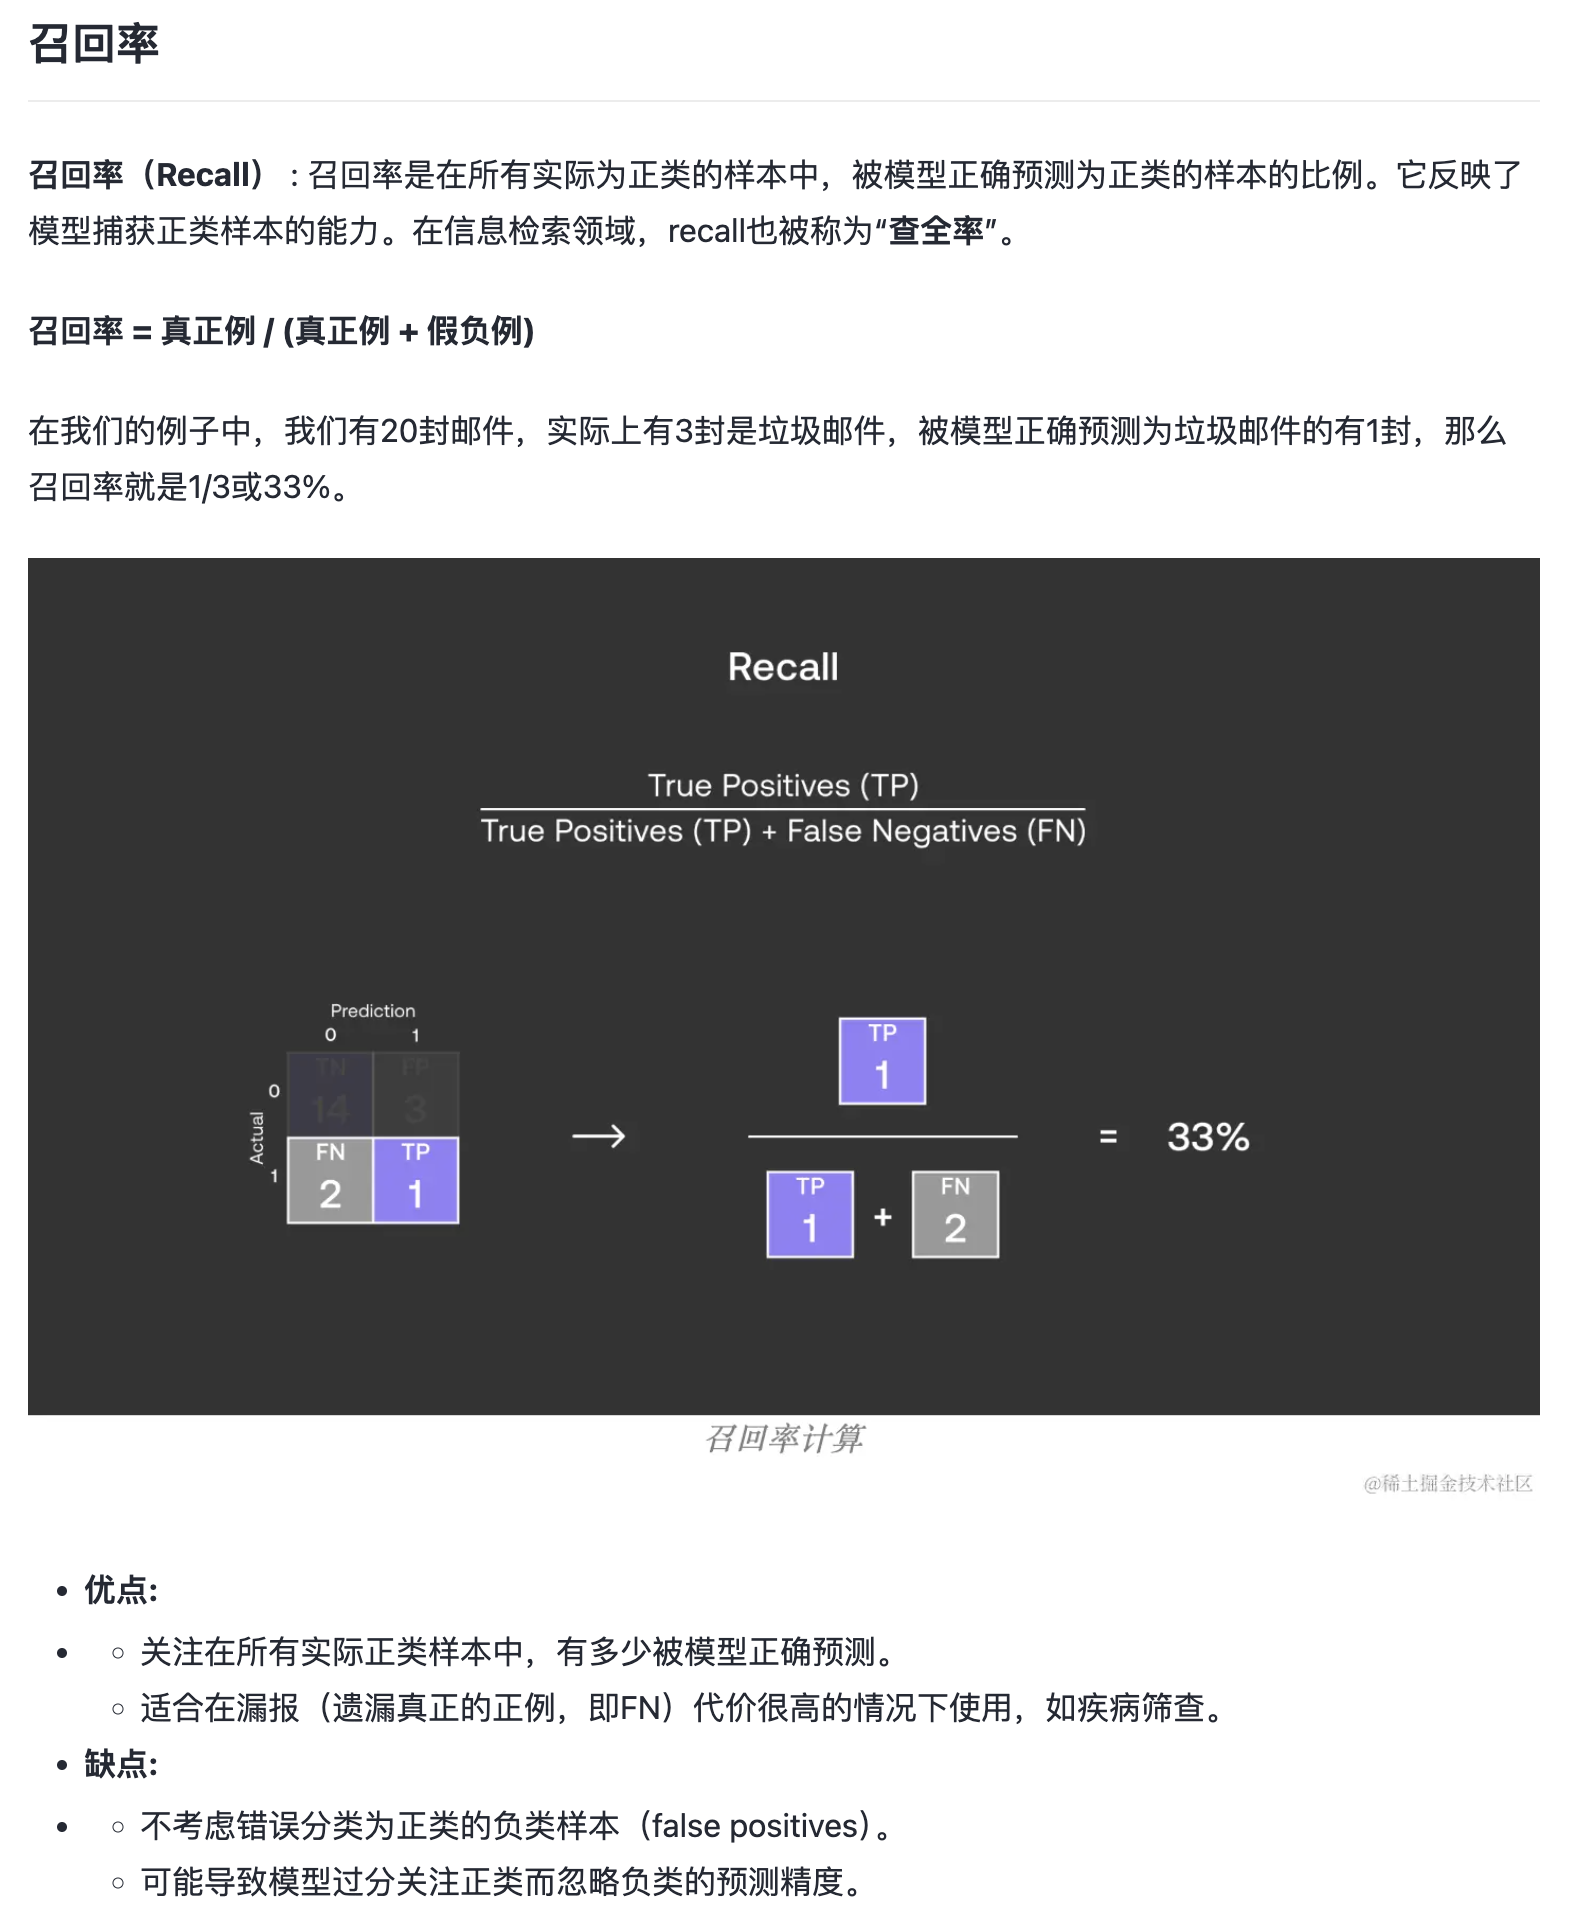 召回率
召回率（Recall） : 召回率是在所有实际为正类的样本中，被模型正确预测为正类的样本的比例。它反映了
模型捕获正类样本的能力。在信息检索领域，recall也被称为“查全率”。
召回率 = 真正例 / (真正例 + 假负例)
在我们的例子中，我们有20封邮件，实际上有3封是垃圾邮件，被模型正确预测为垃圾邮件的有1封，那么
召回率就是1/3或33%。
Recall
True Positives (TP)
True Positives (TP) + False Negatives (FN)
Prediction
0 1
Actual
0
TN FP
14 3
1
FN TP
2 1
→
TP
1
TP
1
+
FN
2
= 33%
召回率计算
@稀土掘金技术社区
• 优点:
• ◦ 关注在所有实际正类样本中，有多少被模型正确预测。
◦ 适合在漏报（遗漏真正的正例，即FN）代价很高的情况下使用，如疾病筛查。
• 缺点:
• ◦ 不考虑错误分类为正类的负类样本（false positives）。
◦ 可能导致模型过分关注正类而忽略负类的预测精度。